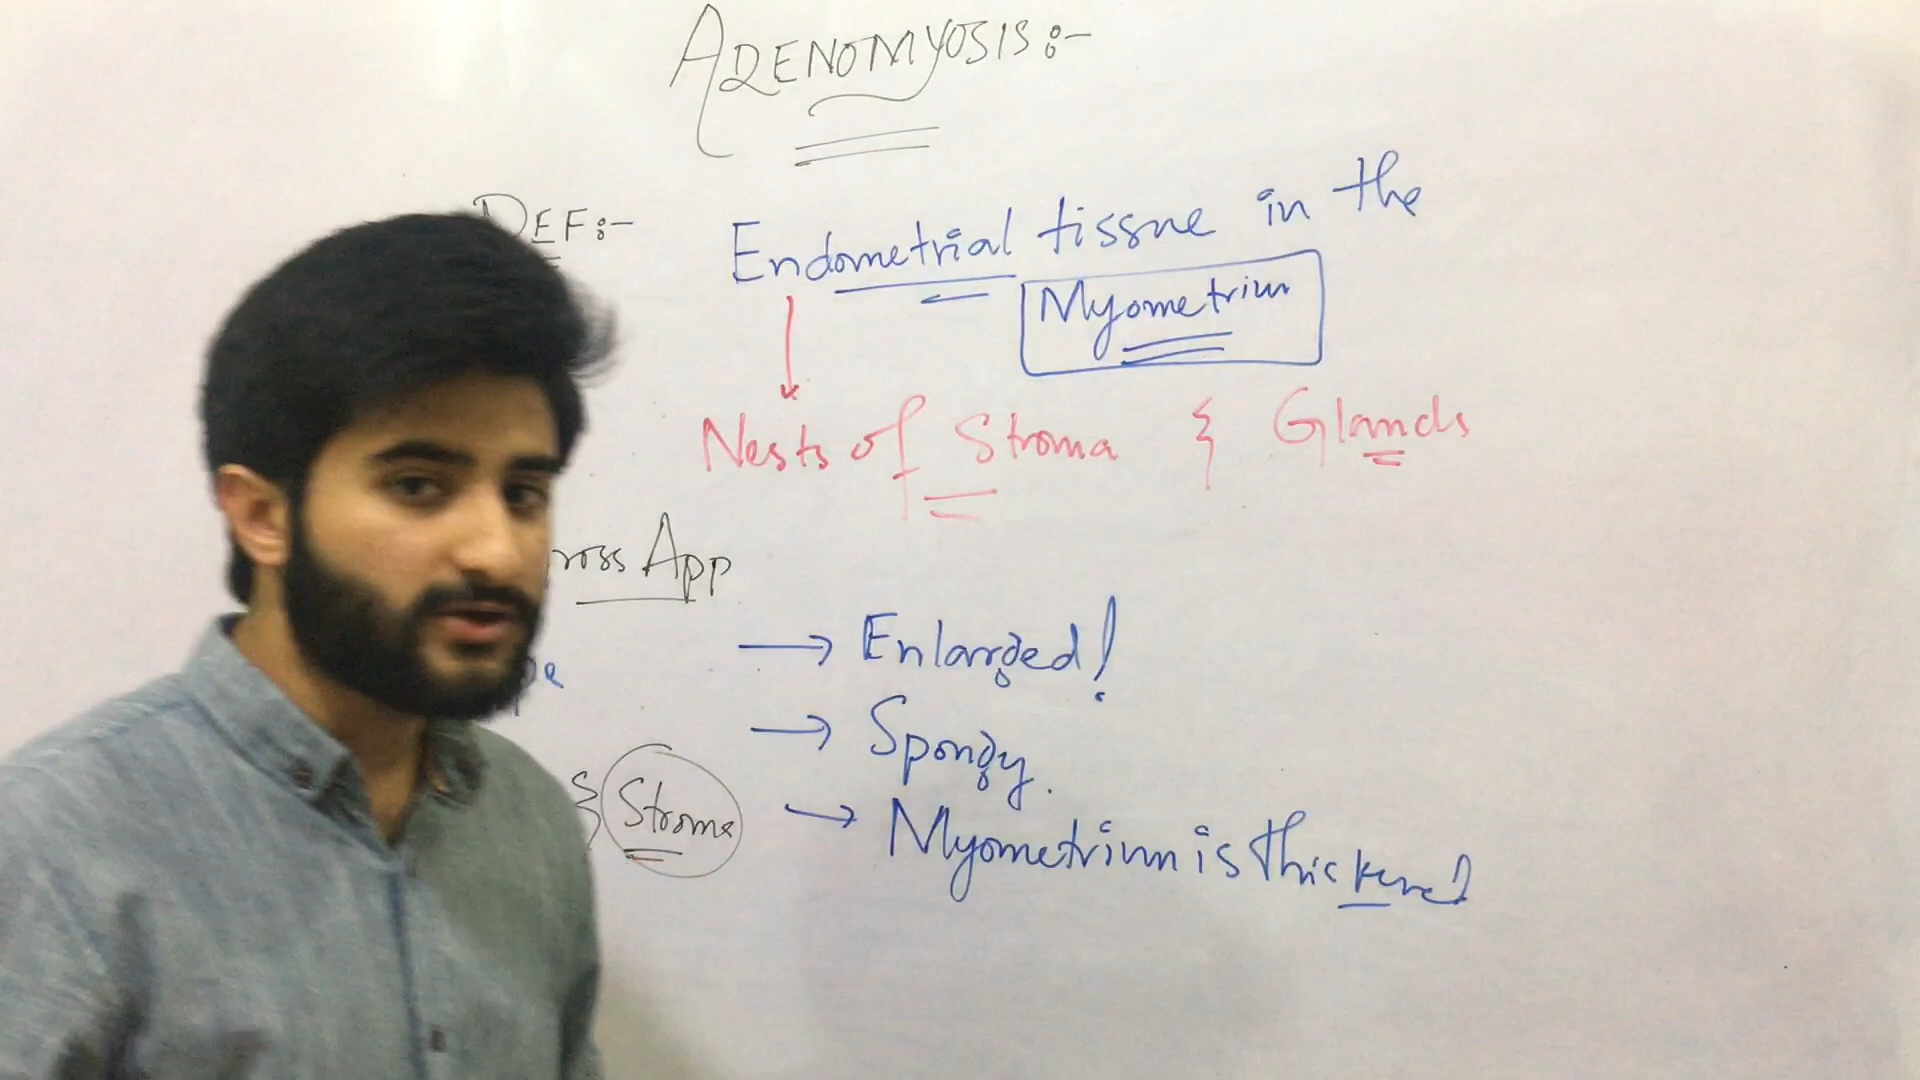 ADENOMYOSIS:-
DEF:-
Endometrial tissue in the
Myometrium
Nests of Stroma & Glands
ross App
→ Enlarged!
→ Spongy.
& Stroma
→ Myometrium is thickened